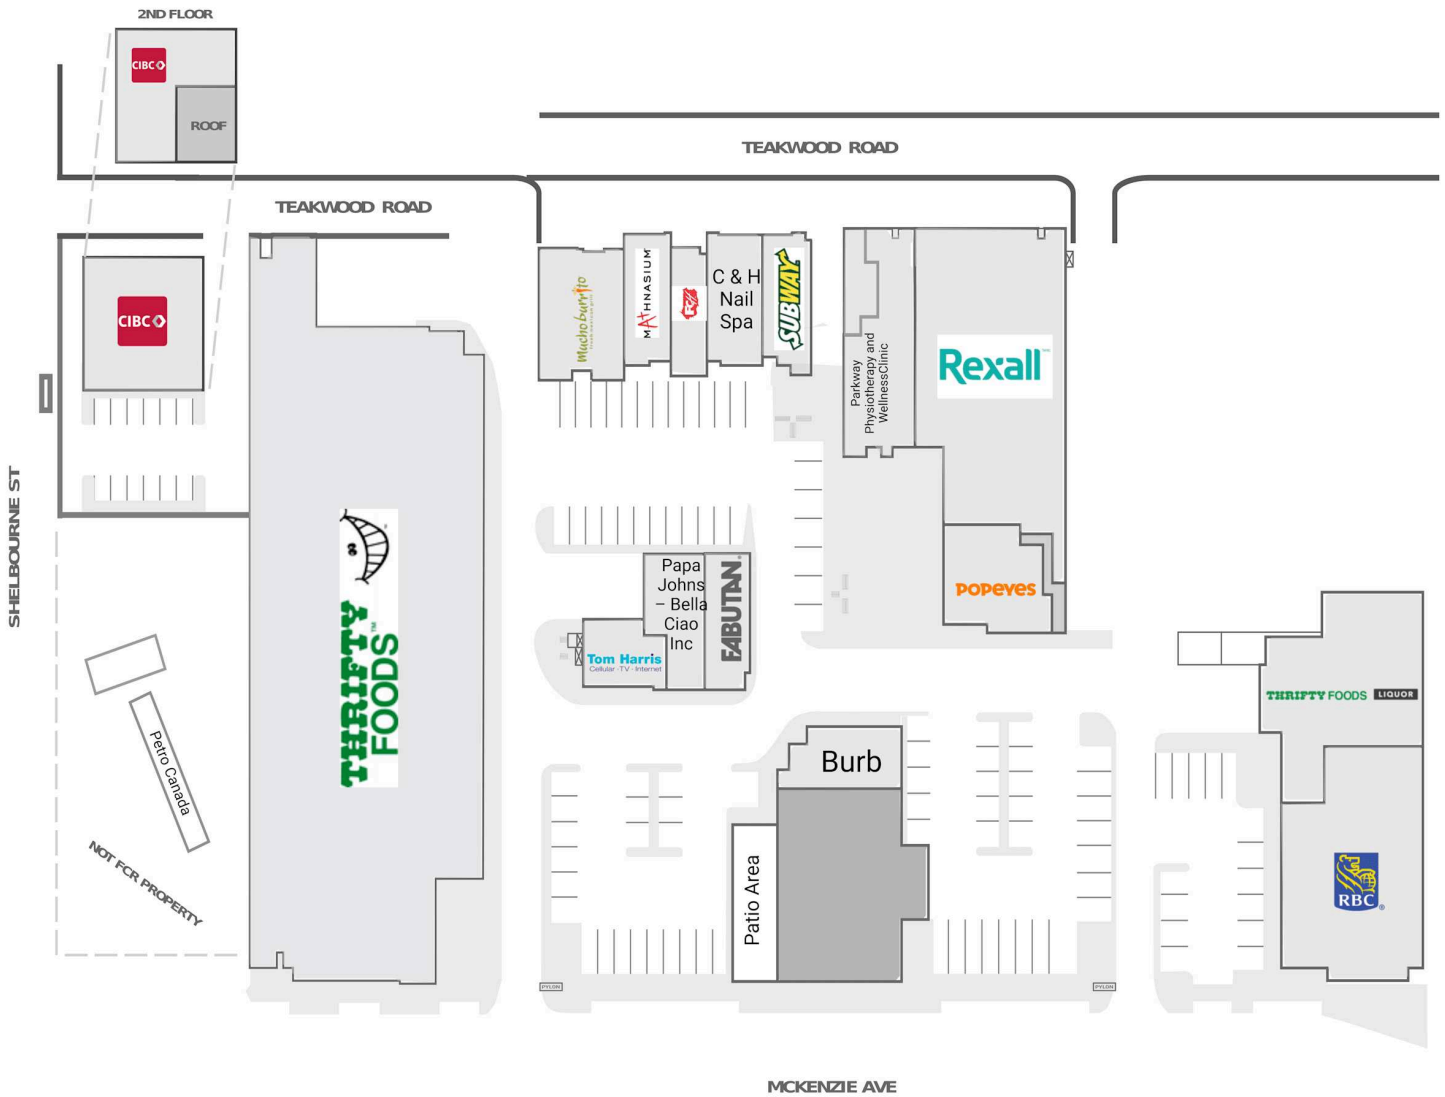 2ND FLOOR
CIBC
ROOF
TEAKWOOD ROAD
TEAKWOOD ROAD
CIBC
mucho burrito
MATHNASIUM
C & H
Nail
Spa
SUBWAY
Parkway
Physiotherapy and
WellnessClinic
Rexall
SHELBOURNE ST
THRIFTY
FOODS™
Papa
Johns
– Bella
Ciao
Inc
FABUTAN
Tom Harris
Cellular · TV · Internet
POPEYES
THRIFTY FOODS LIQUOR
Petro Canada
NOT FCR PROPERTY
Burb
Patio Area
RBC®
PYLON
PYLON
MCKENZIE AVE